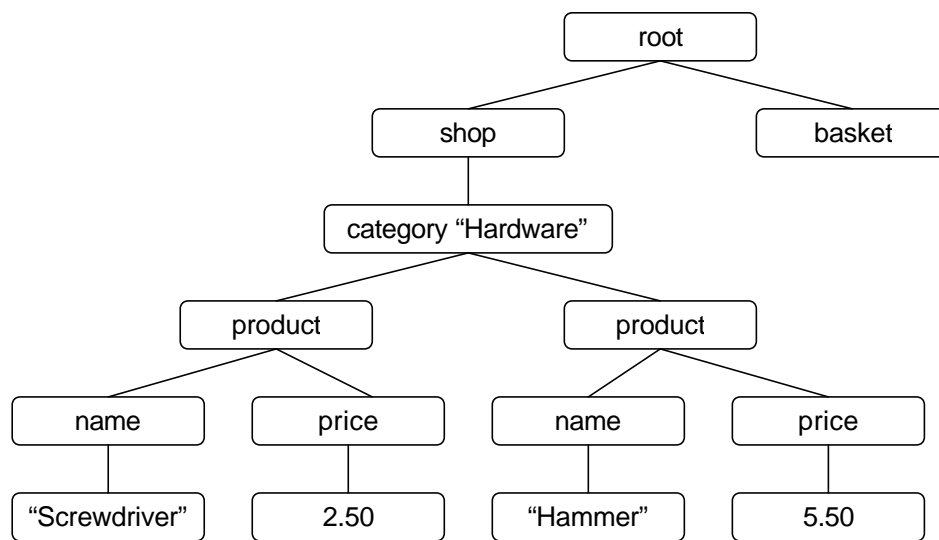 root
shop
basket
category “Hardware”
product
product
name
price
name
price
“Screwdriver”
2.50
“Hammer”
5.50